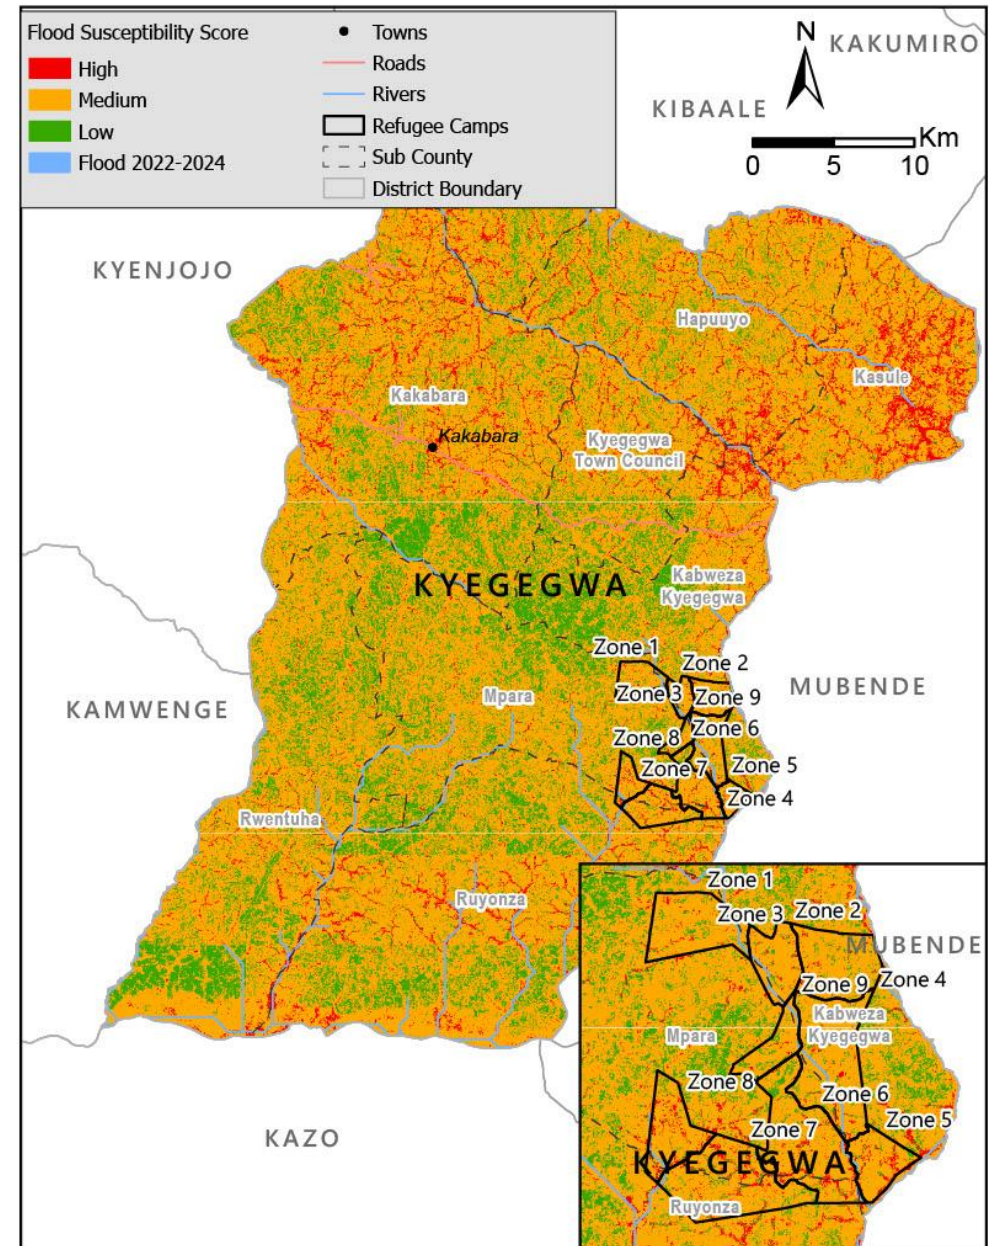 Flood Susceptibility Score
High
Medium
Low
Flood 2022-2024
Towns
Roads
Rivers
Refugee Camps
Sub County
District Boundary
N
Km
0 5 10
KAKUMIRO
KIBAALE
KYENJOJO
Hapuuyo
Kasule
Kakabara
Kakabara
Kyegegwa
Town Council
KYEGEGWA
Kabweza
Kyegegwa
Zone 1
Zone 2
Zone 3
Zone 9
Zone 6
Zone 8
Zone 7
Zone 5
Zone 4
MUBENDE
KAMWENGE
Mpara
Rwentuha
Ruyonza
KAZO
Zone 1
Zone 3
Zone 2
MUBENDE
Zone 9
Zone 4
Kabweza
Kyegegwa
Mpara
Zone 8
Zone 6
Zone 7
Zone 5
KYEGEGWA
Ruyonza